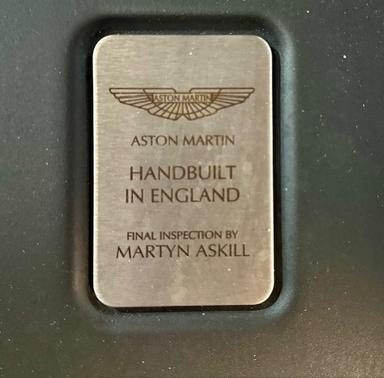 ASTON MARTIN
ASTON MARTIN
HANDBUILT
IN ENGLAND
FINAL INSPECTION BY
MARTYN ASKILL